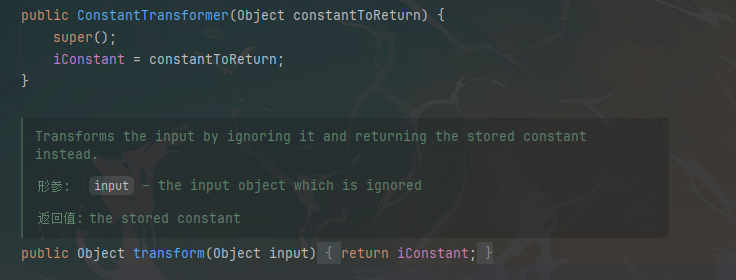 public ConstantTransformer(Object constantToReturn) {
super();
iConstant = constantToReturn;
}
Transforms the input by ignoring it and returning the stored constant
instead.
形参： input – the input object which is ignored
返回值：the stored constant
public Object transform(Object input) { return iConstant; }